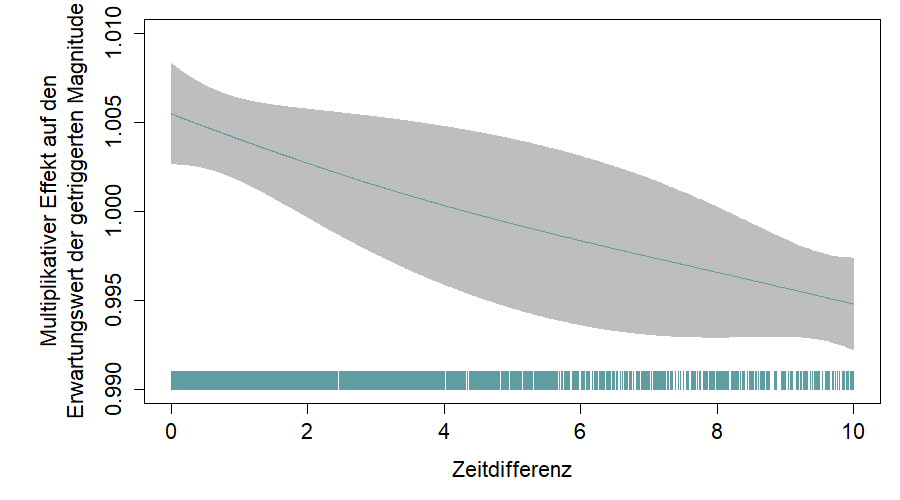 Multiplikativer Effekt auf den
Erwartungswert der getriggerten Magnitude
1.010
1.005
1.000
0.995
0.990
0 2 4 6 8 10
Zeitdifferenz